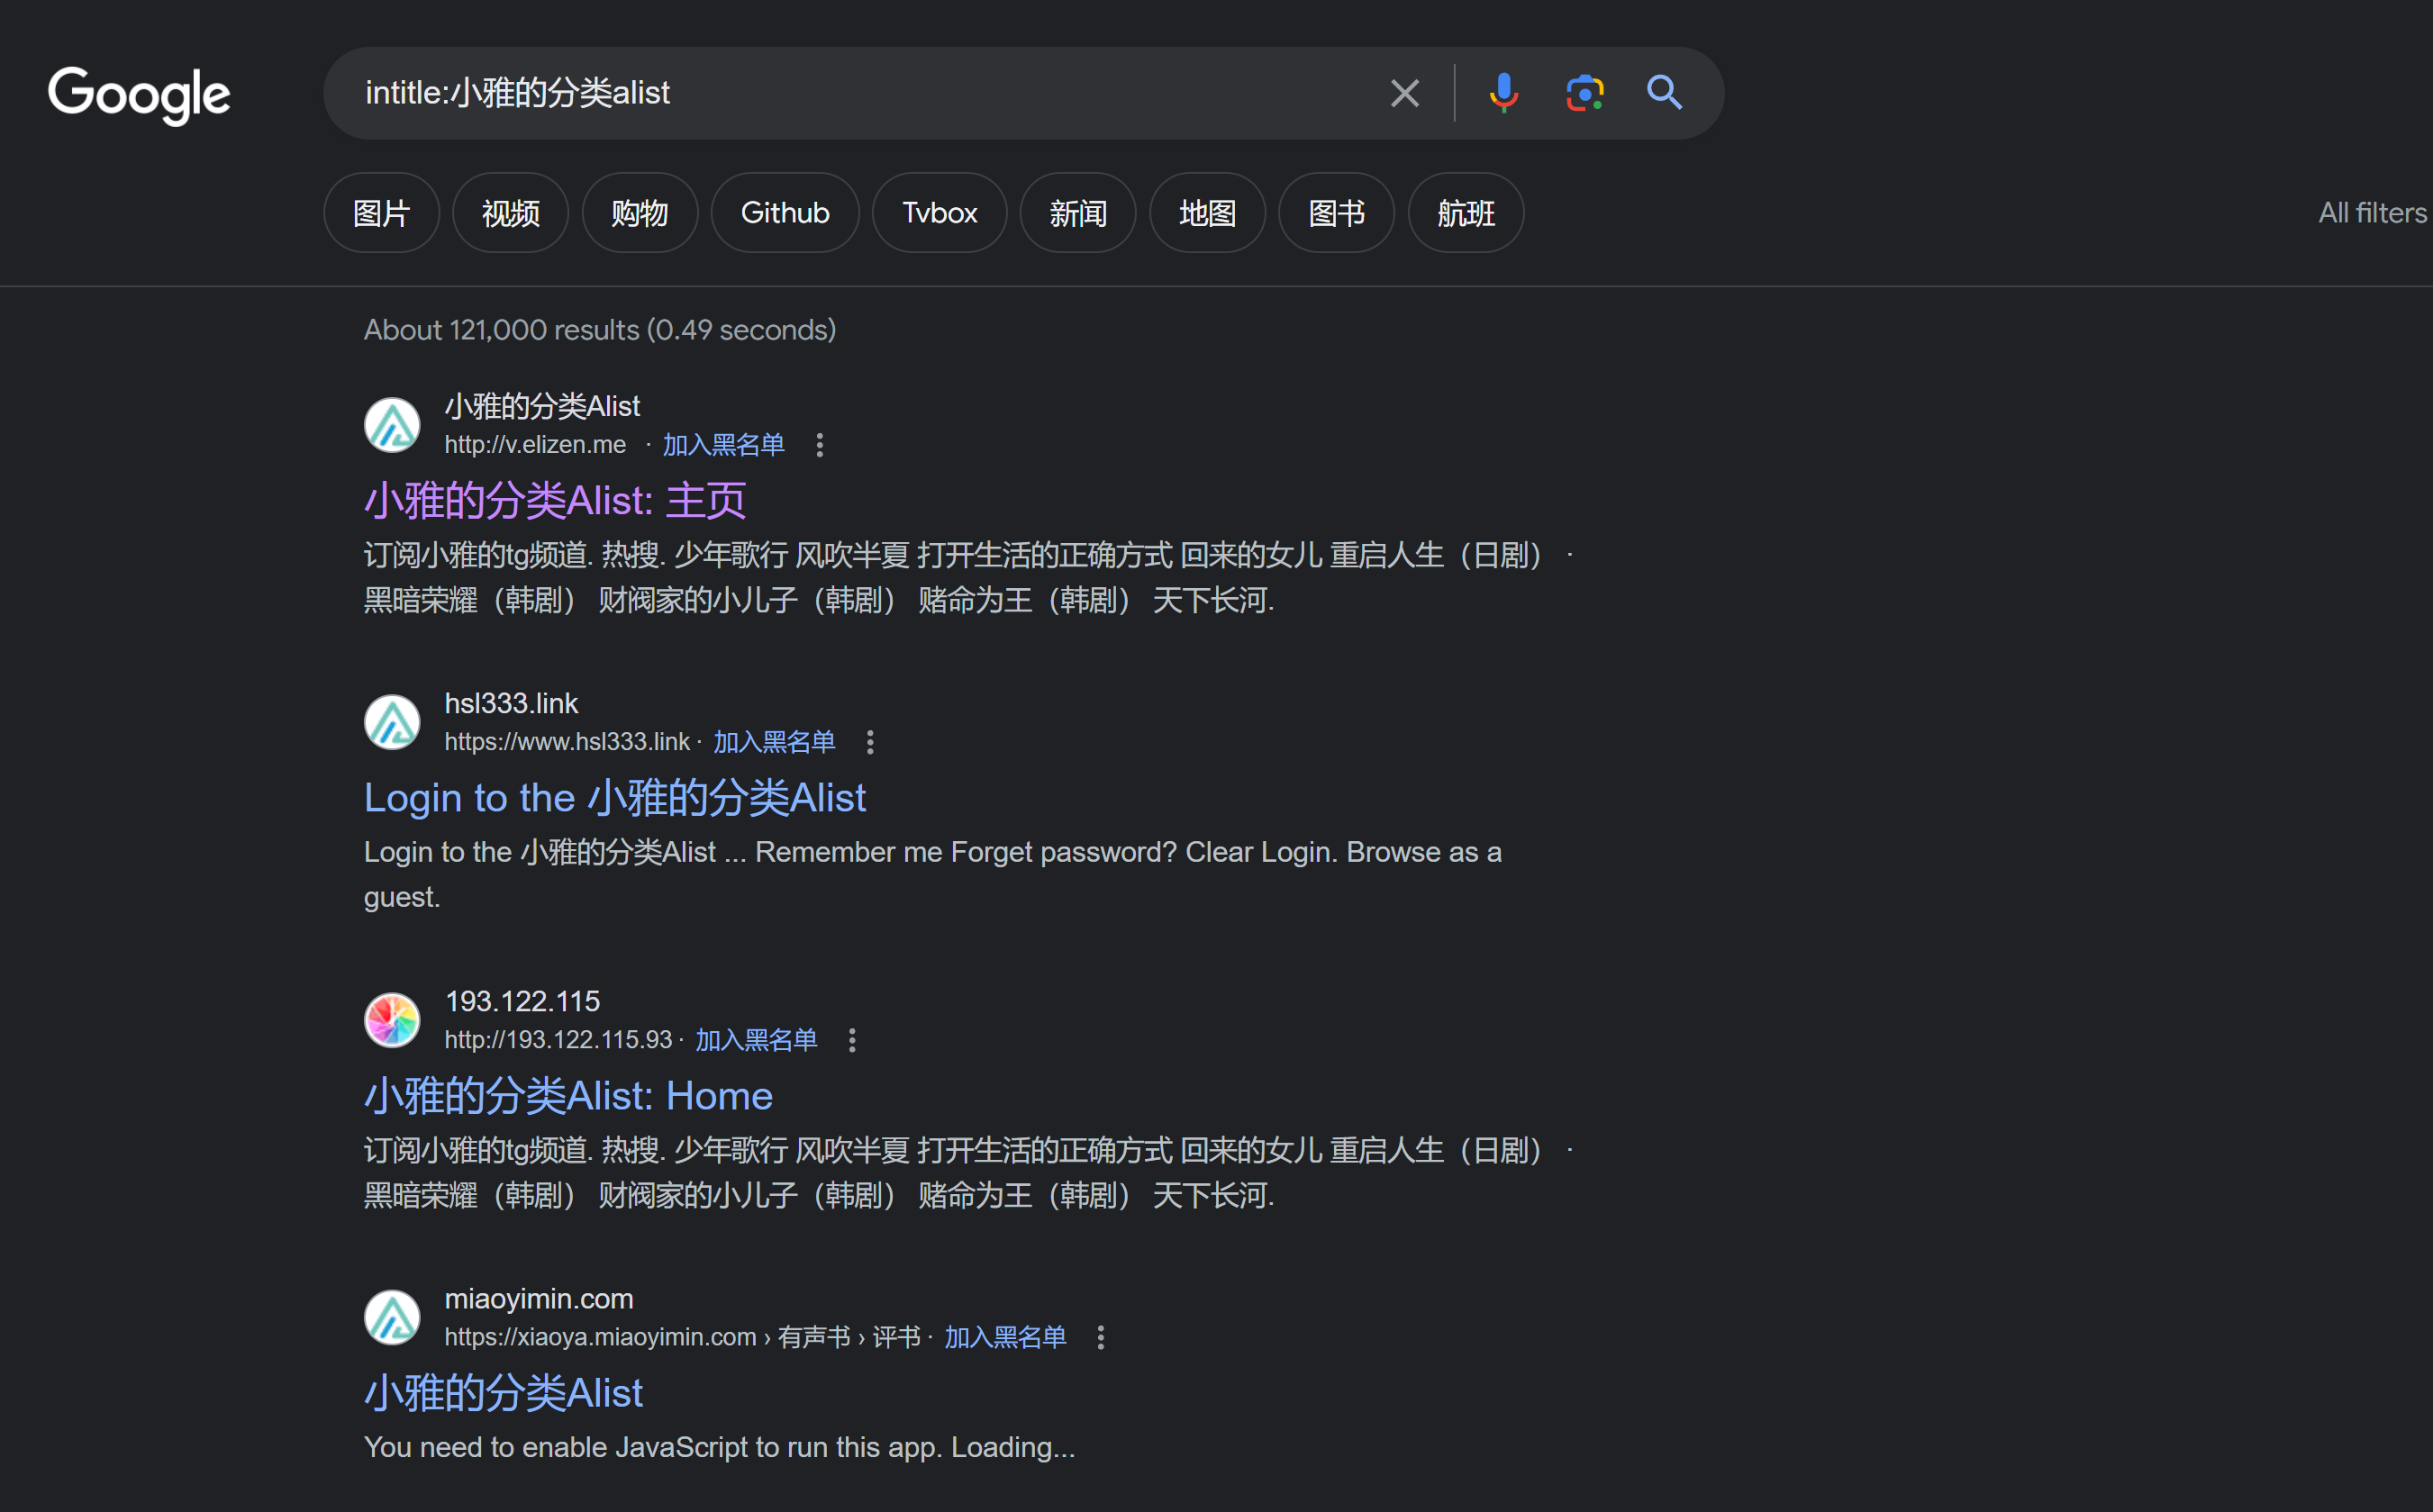 Google
intitle:小雅的分类alist
图片 视频 购物 Github Tvbox 新闻 地图 图书 航班 All filters
About 121,000 results (0.49 seconds)
小雅的分类Alist
http://v.elizen.me · 加入黑名单
小雅的分类Alist: 主页
订阅小雅的tg频道. 热搜. 少年歌行 风吹半夏 打开生活的正确方式 回来的女儿 重启人生（日剧） ·
黑暗荣耀（韩剧） 财阀家的小儿子（韩剧） 赌命为王（韩剧） 天下长河.
hsl333.link
https://www.hsl333.link · 加入黑名单
Login to the 小雅的分类Alist
Login to the 小雅的分类Alist ... Remember me Forget password? Clear Login. Browse as a
guest.
193.122.115
http://193.122.115.93 · 加入黑名单
小雅的分类Alist: Home
订阅小雅的tg频道. 热搜. 少年歌行 风吹半夏 打开生活的正确方式 回来的女儿 重启人生（日剧） ·
黑暗荣耀（韩剧） 财阀家的小儿子（韩剧） 赌命为王（韩剧） 天下长河.
miaoyimin.com
https://xiaoya.miaoyimin.com › 有声书 › 评书 · 加入黑名单
小雅的分类Alist
You need to enable JavaScript to run this app. Loading...